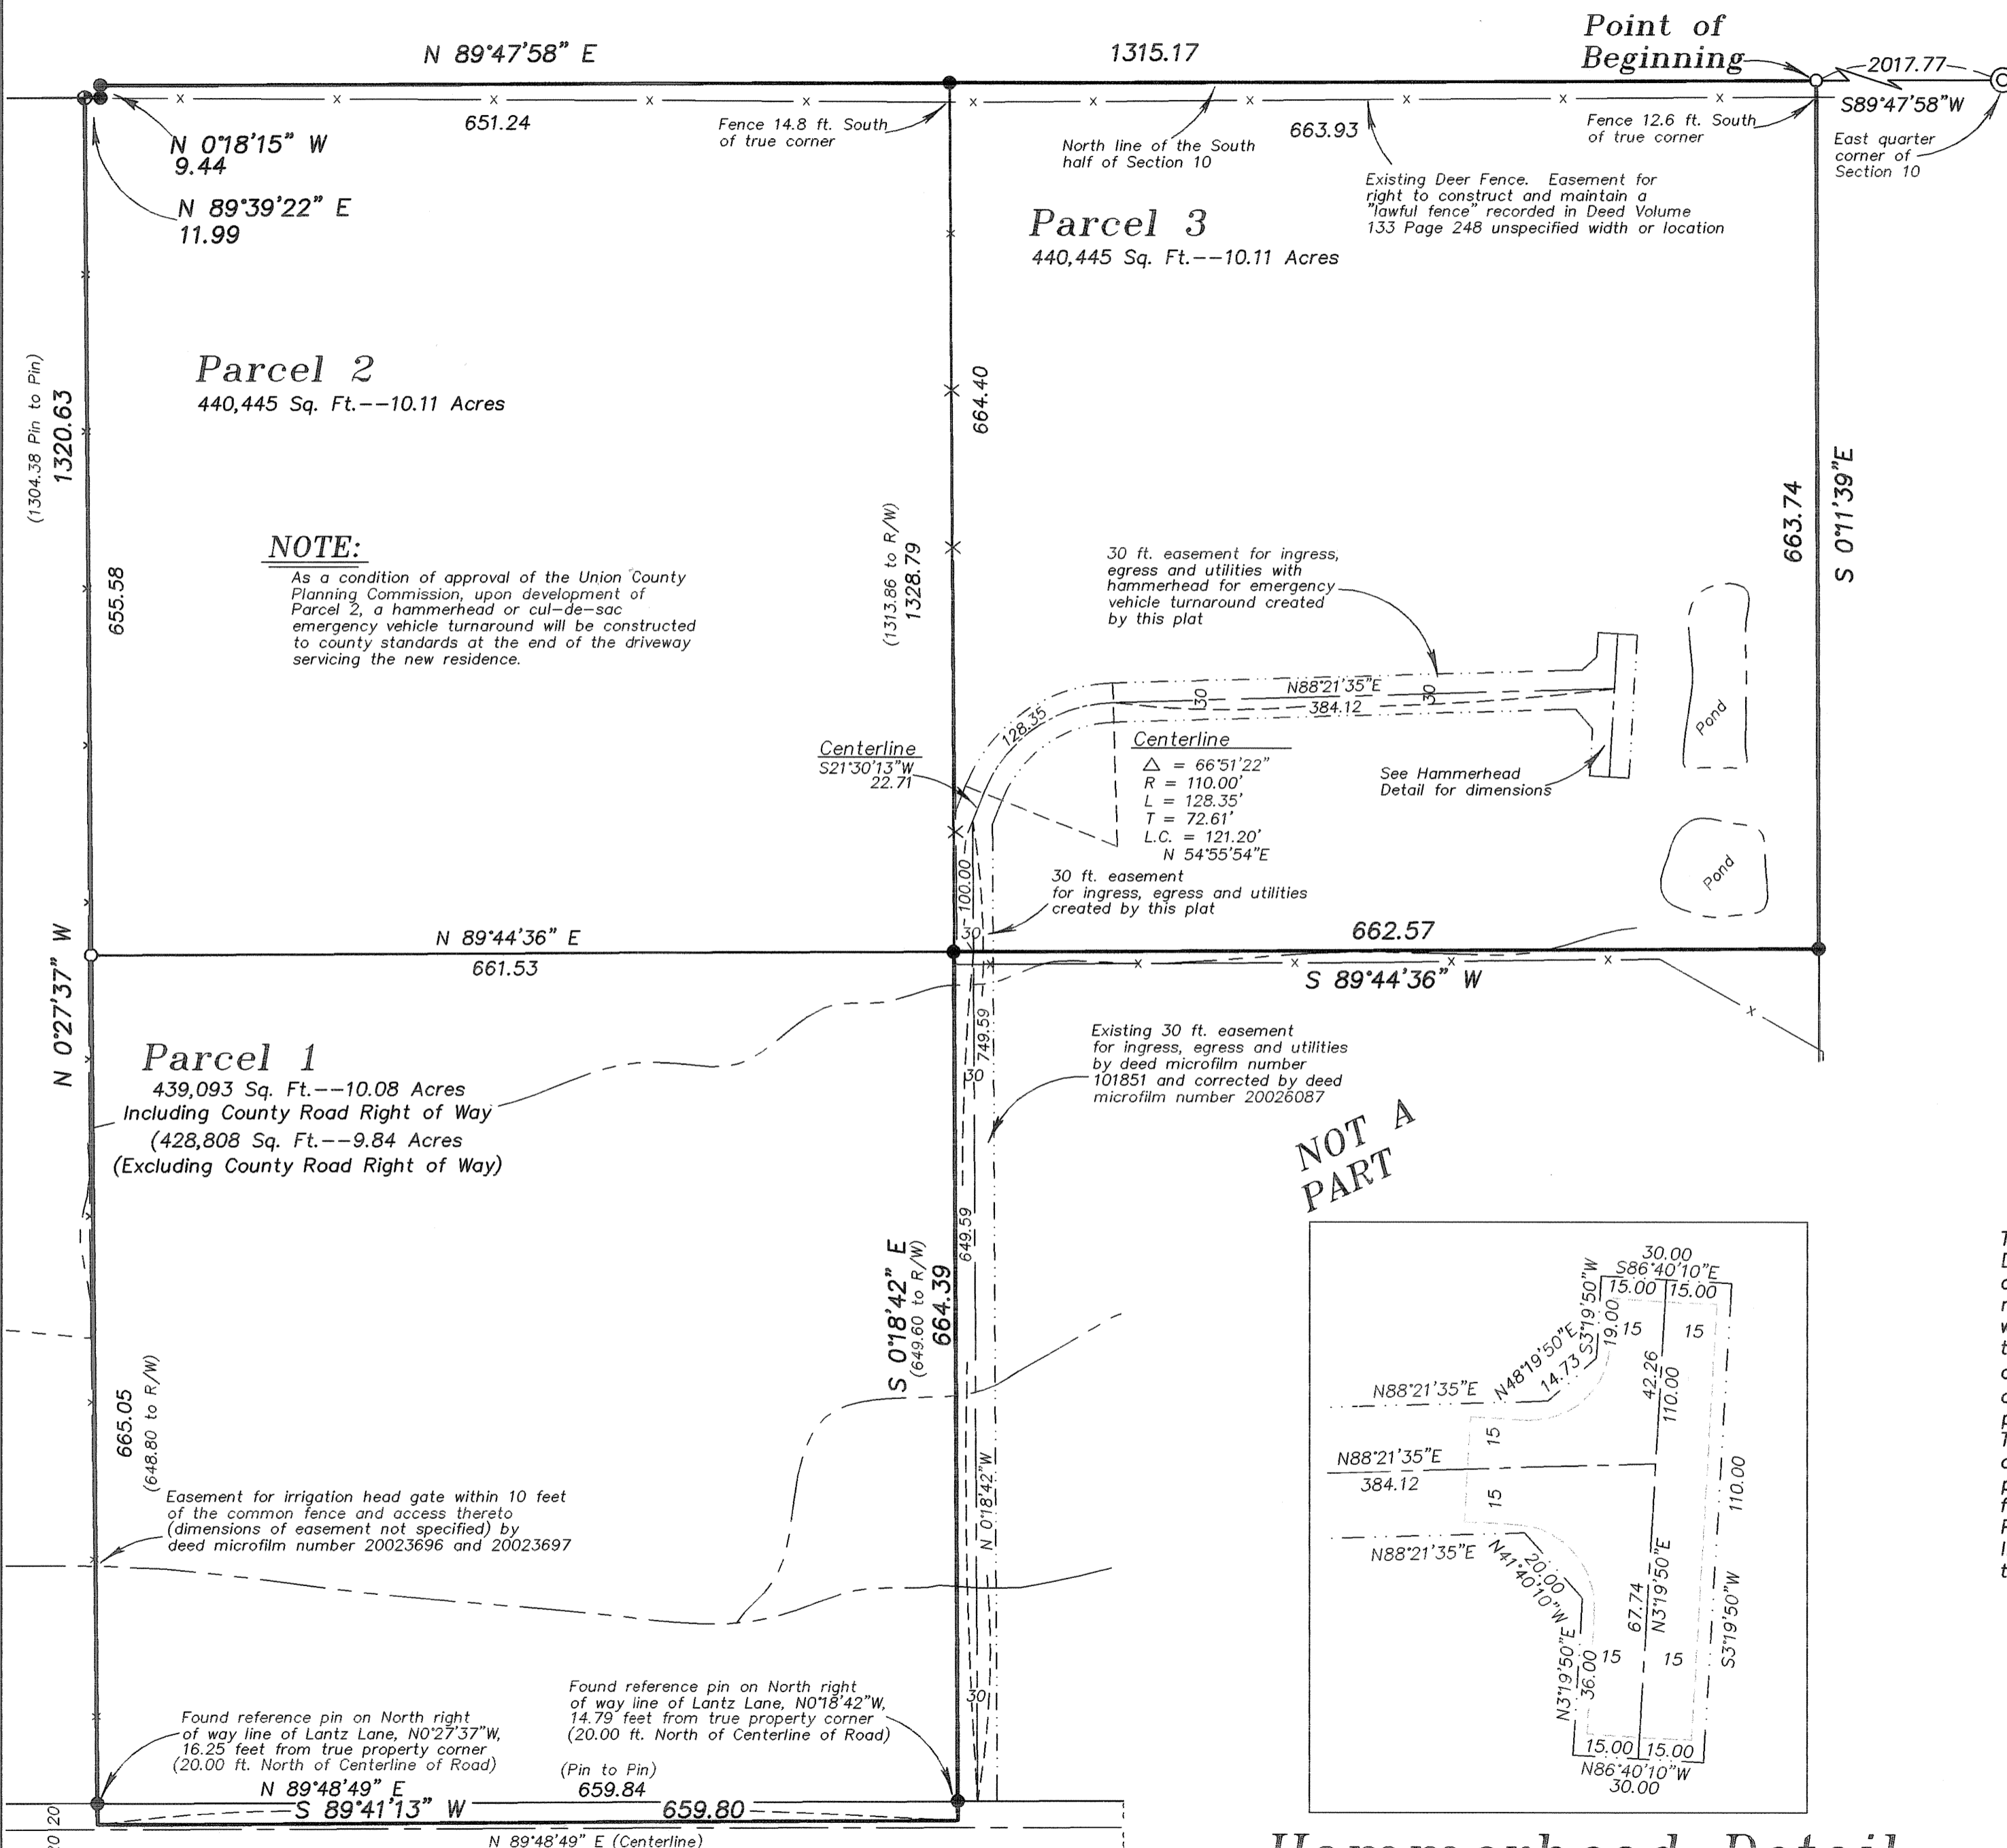 N 89°47'58" E
1315.17
Point of
Beginning
2017.77
S89°47'58"W
East quarter
corner of
Section 10
651.24
Fence 14.8 ft. South
of true corner
North line of the South
half of Section 10
663.93
Fence 12.6 ft. South
of true corner
N 0°18'15" W
9.44
N 89°39'22" E
11.99
Existing Deer Fence. Easement for
right to construct and maintain a
"lawful fence" recorded in Deed Volume
133 Page 248 unspecified width or location
Parcel 3
440,445 Sq. Ft.--10.11 Acres
Parcel 2
440,445 Sq. Ft.--10.11 Acres
(1304.38 Pin to Pin)
1320.63
664.40
663.74
S 0°11'39"E
655.58
(1313.86 to R/W)
1328.79
NOTE:
As a condition of approval of the Union County
Planning Commission, upon development of
Parcel 2, a hammerhead or cul-de-sac
emergency vehicle turnaround will be constructed
to county standards at the end of the driveway
servicing the new residence.
30 ft. easement for ingress,
egress and utilities with
hammerhead for emergency
vehicle turnaround created
by this plat
N88°21'35"E
30
30
384.12
128.35
Pond
Centerline
S21°30'13"W
22.71
Centerline
△ = 66°51'22"
R = 110.00'
L = 128.35'
T = 72.61'
L.C. = 121.20'
N 54°55'54"E
See Hammerhead
Detail for dimensions
Pond
100.00
30 ft. easement
for ingress, egress and utilities
created by this plat
30
N 89°44'36" E
661.53
662.57
S 89°44'36" W
N 0°27'37" W
Parcel 1
439,093 Sq. Ft.--10.08 Acres
Including County Road Right of Way
(428,808 Sq. Ft.--9.84 Acres
(Excluding County Road Right of Way)
749.59
30
Existing 30 ft. easement
for ingress, egress and utilities
by deed microfilm number
101851 and corrected by deed
microfilm number 20026087
NOT A
PART
S 0°18'42" E
(649.60 to R/W)
664.39
649.59
665.05
(648.80 to R/W)
N 0°18'42"W
Easement for irrigation head gate within 10 feet
of the common fence and access thereto
(dimensions of easement not specified) by
deed microfilm number 20023696 and 20023697
Found reference pin on North right
of way line of Lantz Lane, N0°27'37"W,
16.25 feet from true property corner
(20.00 ft. North of Centerline of Road)
Found reference pin on North right
of way line of Lantz Lane, N0°18'42"W,
14.79 feet from true property corner
(20.00 ft. North of Centerline of Road)
30
(Pin to Pin)
N 89°48'49" E
659.84
S 89°41'13" W
659.80
N 89°48'49" E (Centerline)
20
30.00
S86°40'10"E
15.00
15.00
S3°19'50"W
19.00
15
15
N48°19'50"E
14.73
42.26
110.00
N88°21'35"E
15
N88°21'35"E
384.12
15
110.00
N88°21'35"E
N41°40'10"W
20.00
67.74
N3°19'50"E
S3°19'50"W
N3°19'50"E
36.00
15
15
15.00
15.00
N86°40'10"W
30.00
Hammerhead Detail